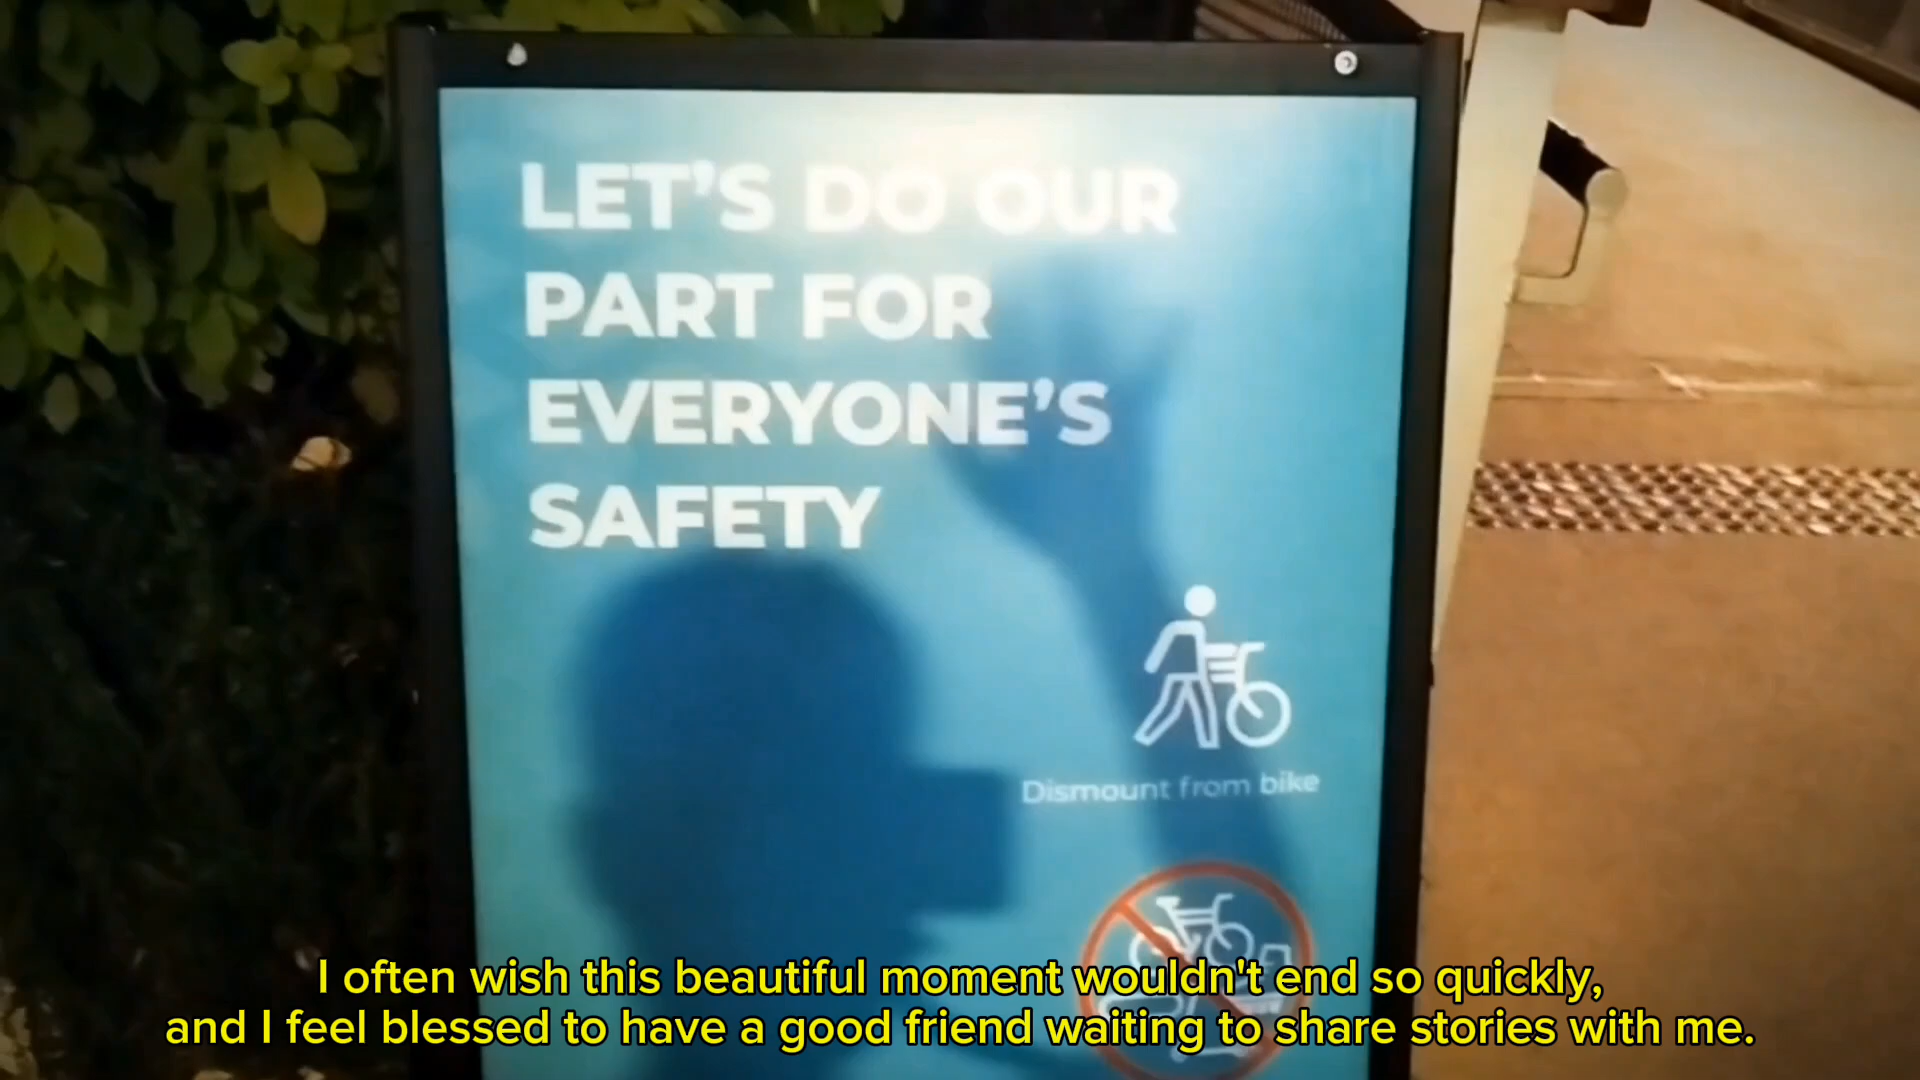 LET'S DO OUR
PART FOR
EVERYONE'S
SAFETY
Dismount from bike
I often wish this beautiful moment wouldn't end so quickly,
and I feel blessed to have a good friend waiting to share stories with me.